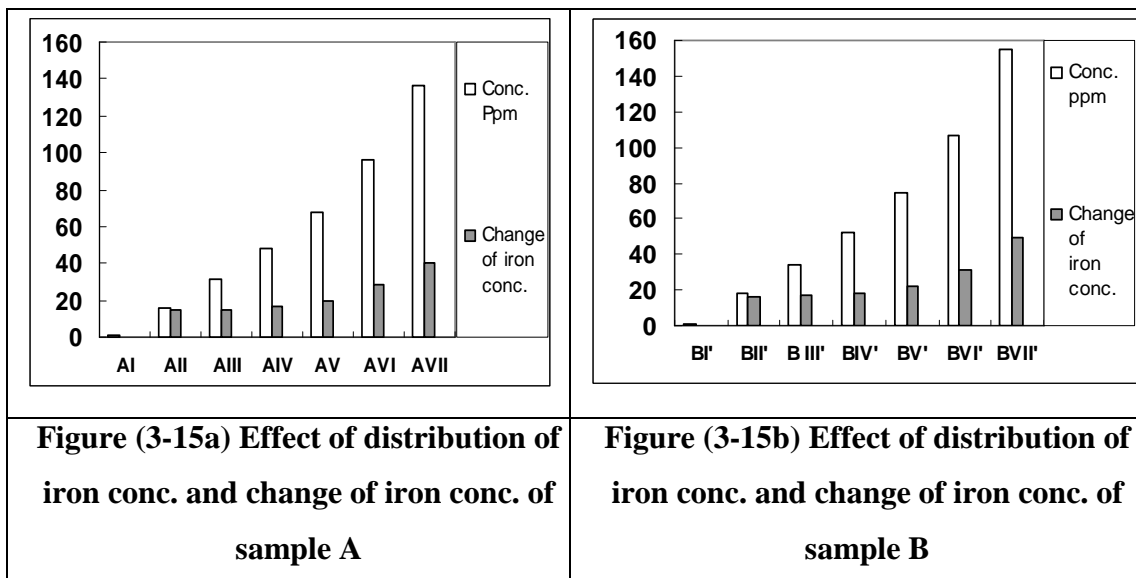 160
140
120
100
80
60
40
20
0
AI AII AIII AIV AV AVI AVII
Conc.
Ppm
Change
of iron
conc.
160
140
120
100
80
60
40
20
0
BI' BII' B III' BIV' BV' BVI' BVII'
Conc.
ppm
Change
of
iron
conc.
Figure (3-15a) Effect of distribution of
iron conc. and change of iron conc. of
sample A
Figure (3-15b) Effect of distribution of
iron conc. and change of iron conc. of
sample B